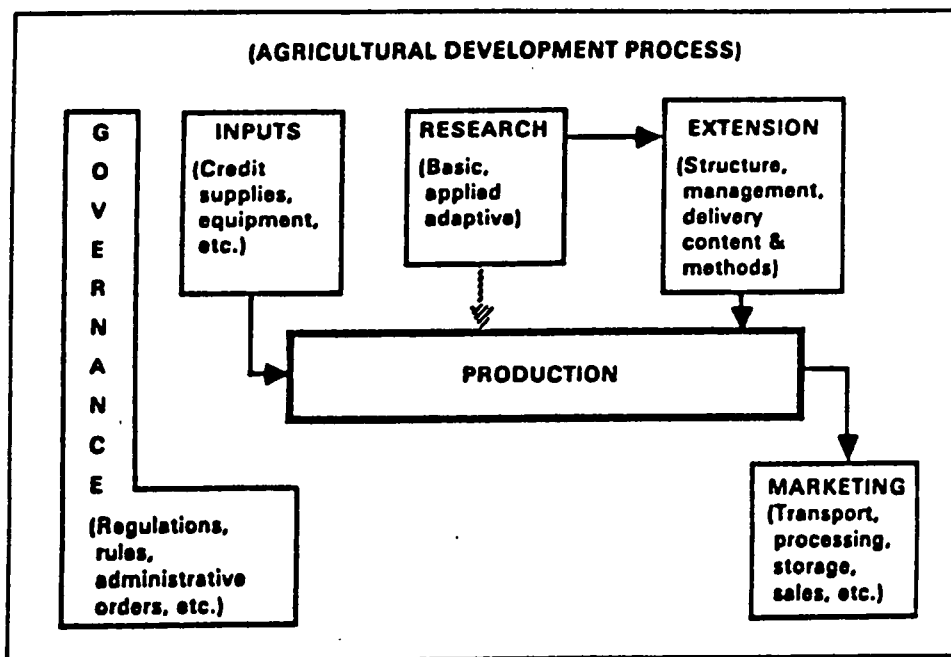 (AGRICULTURAL DEVELOPMENT PROCESS)
GOVERNANCE
(Regulations,
rules,
administrative
orders, etc.)
INPUTS
(Credit
supplies,
equipment,
etc.)
RESEARCH
(Basic,
applied
adaptive)
EXTENSION
(Structure,
management,
delivery
content &
methods)
PRODUCTION
MARKETING
(Transport,
processing,
storage,
sales, etc.)